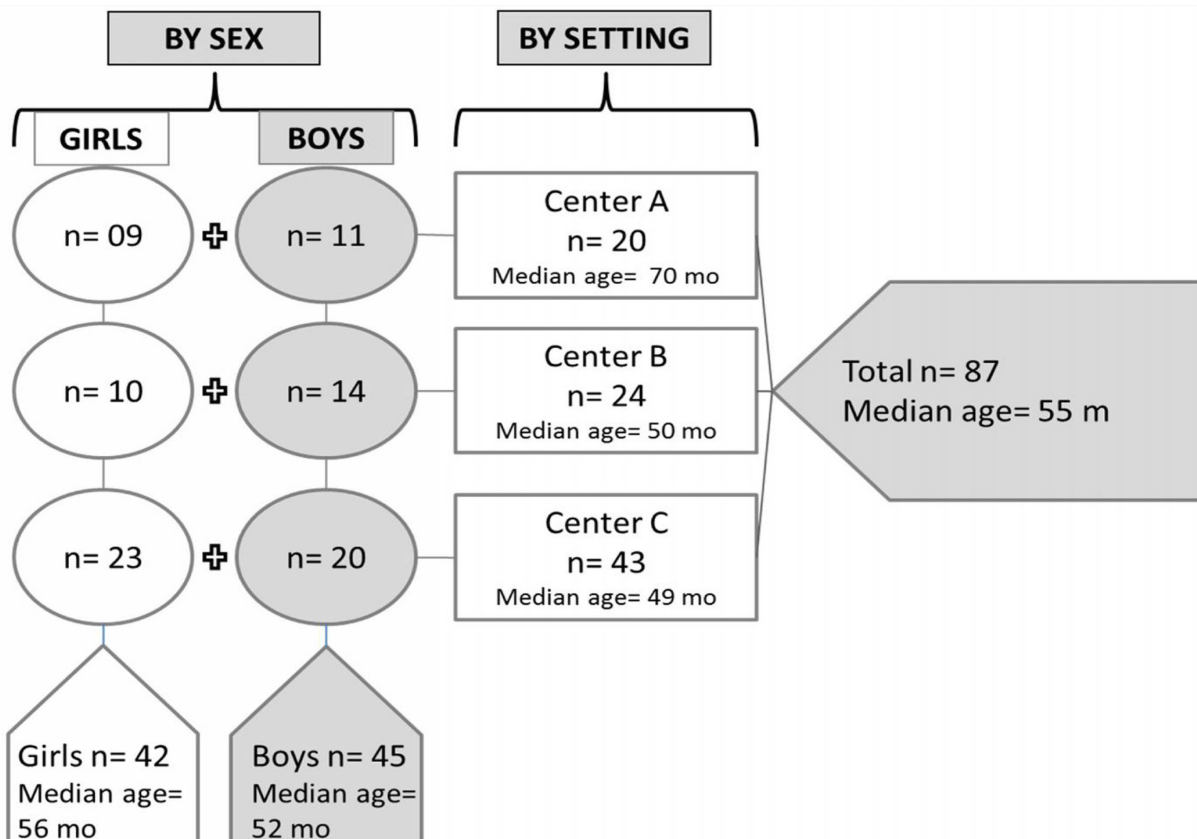 BY SEX
BY SETTING
GIRLS
BOYS
n= 09
n= 11
Center A
n= 20
Median age=  70 mo
n= 10
n= 14
Center B
n= 24
Median age= 50 mo
n= 23
n= 20
Center C
n= 43
Median age= 49 mo
Total n= 87
Median age= 55 m
Girls n= 42
Median age=
56 mo
Boys n= 45
Median age=
52 mo